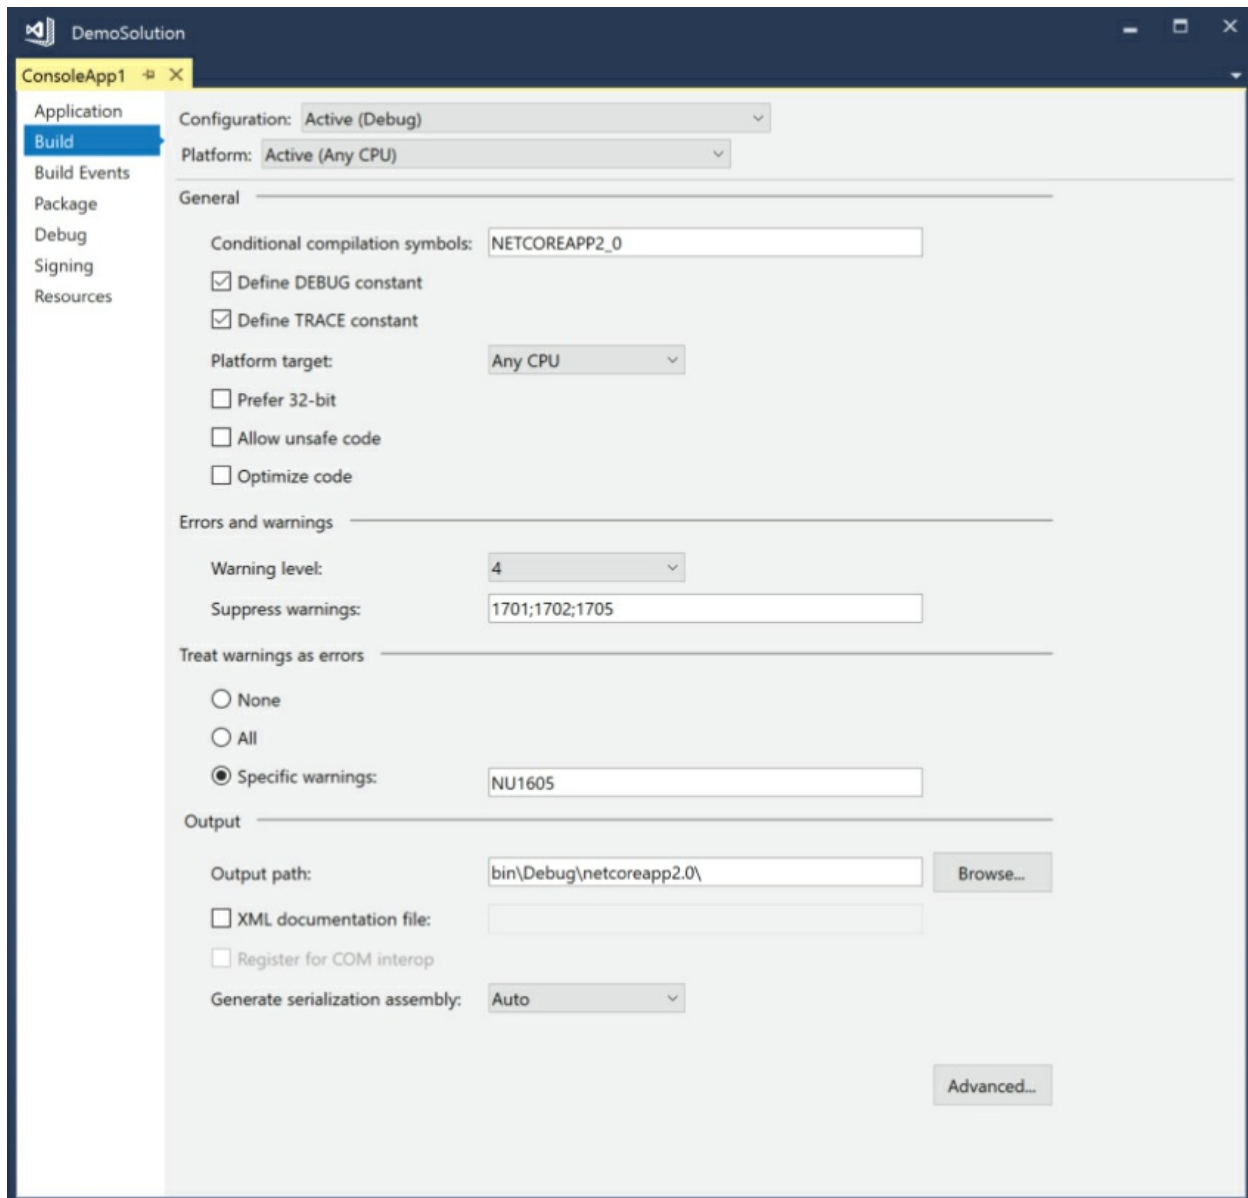 DemoSolution
ConsoleApp1
Application
Build
Build Events
Package
Debug
Signing
Resources
Configuration: Active (Debug)
Platform: Active (Any CPU)
General
Conditional compilation symbols: NETCOREAPP2_0
Define DEBUG constant
Define TRACE constant
Platform target: Any CPU
Prefer 32-bit
Allow unsafe code
Optimize code
Errors and warnings
Warning level: 4
Suppress warnings: 1701;1702;1705
Treat warnings as errors
None
All
Specific warnings: NU1605
Output
Output path: bin\Debug\netcoreapp2.0\ Browse...
XML documentation file:
Register for COM interop
Generate serialization assembly: Auto
Advanced...